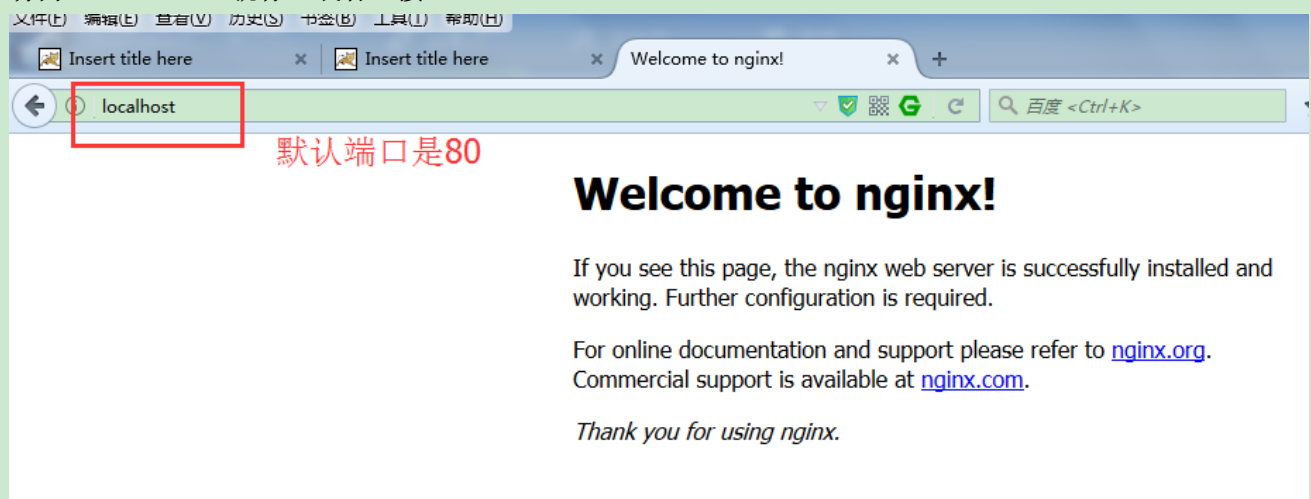 文件(F) 编辑(E) 查看(V) 历史(S) 书签(B) 工具(T) 帮助(H)
Insert title here × Insert title here × Welcome to nginx! × +
localhost 百度 <Ctrl+K>
默认端口是80
Welcome to nginx!
If you see this page, the nginx web server is successfully installed and
working. Further configuration is required.
For online documentation and support please refer to nginx.org.
Commercial support is available at nginx.com.
Thank you for using nginx.